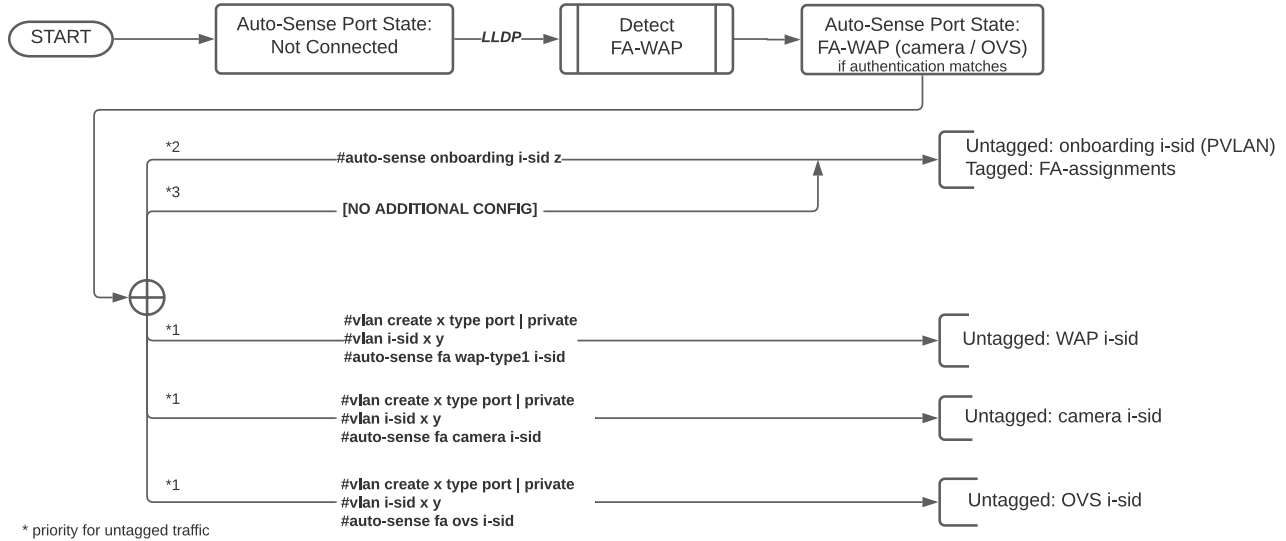 START
Auto-Sense Port State:
Not Connected
LLDP
Detect
FA-WAP
Auto-Sense Port State:
FA-WAP (camera / OVS)
if authentication matches
*2
#auto-sense onboarding i-sid z
Untagged: onboarding i-sid (PVLAN)
Tagged: FA-assignments
*3
[NO ADDITIONAL CONFIG]
*1
#vlan create x type port | private
#vlan i-sid x y
#auto-sense fa wap-type1 i-sid
Untagged: WAP i-sid
*1
#vlan create x type port | private
#vlan i-sid x y
#auto-sense fa camera i-sid
Untagged: camera i-sid
*1
#vlan create x type port | private
#vlan i-sid x y
#auto-sense fa ovs i-sid
Untagged: OVS i-sid
* priority for untagged traffic